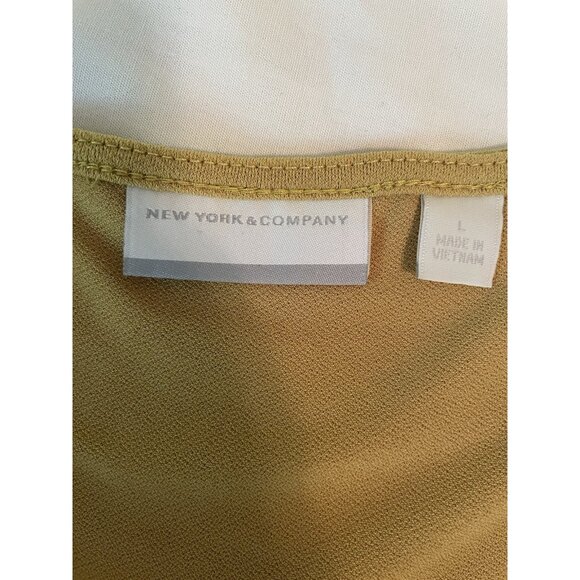 NEW YORK & COMPANY
L
MADE IN
VIETNAM